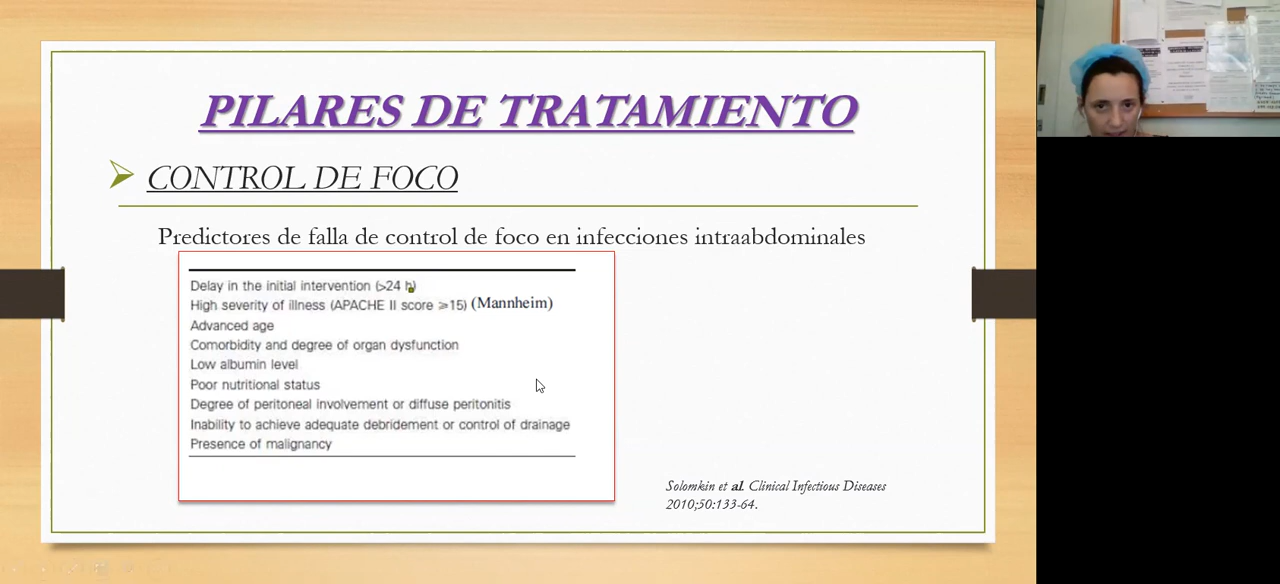 PILARES DE TRATAMIENTO
CONTROL DE FOCO
Predictores de falla de control de foco en infecciones intraabdominales
Delay in the initial intervention (>24 h)
High severity of illness (APACHE II score ⩾15) (Mannheim)
Advanced age
Comorbidity and degree of organ dysfunction
Low albumin level
Poor nutritional status
Degree of peritoneal involvement or diffuse peritonitis
Inability to achieve adequate debridement or control of drainage
Presence of malignancy
Solomkin et al. Clinical Infectious Diseases
2010;50:133-64.